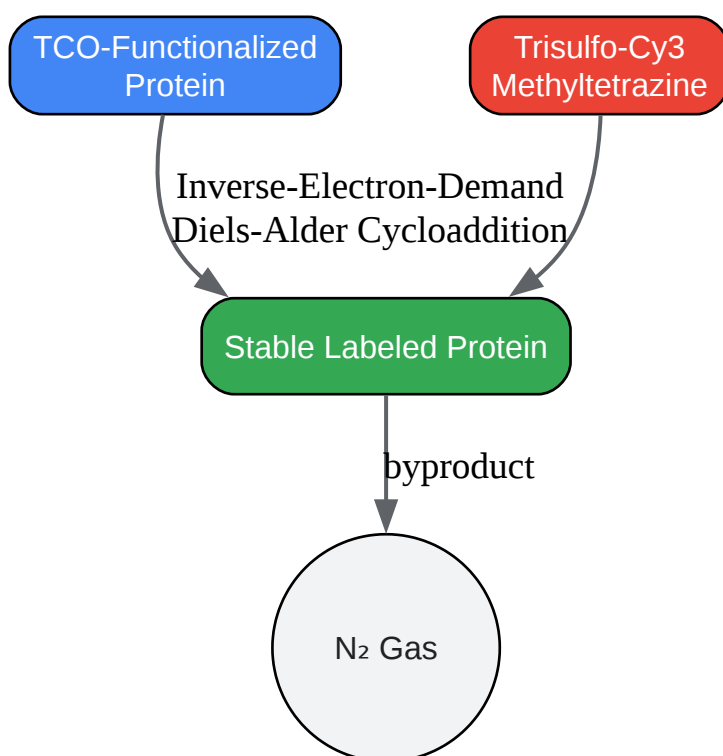 TCO-Functionalized
Protein
Trisulfo-Cy3
Methyltetrazine
Inverse-Electron-Demand
Diels-Alder Cycloaddition
Stable Labeled Protein
byproduct
N₂ Gas